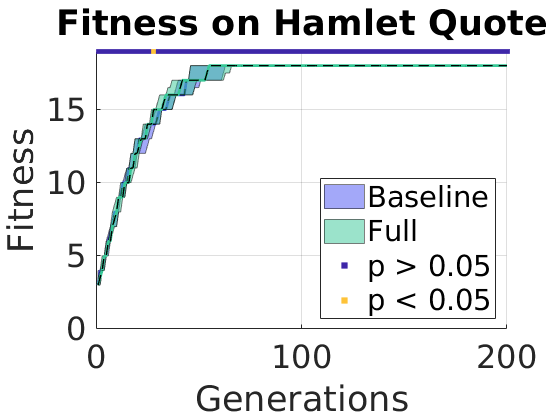 Fitness on Hamlet Quote
Fitness
15
10
5
0
0
100
200
Generations
Baseline
Full
p > 0.05
p < 0.05